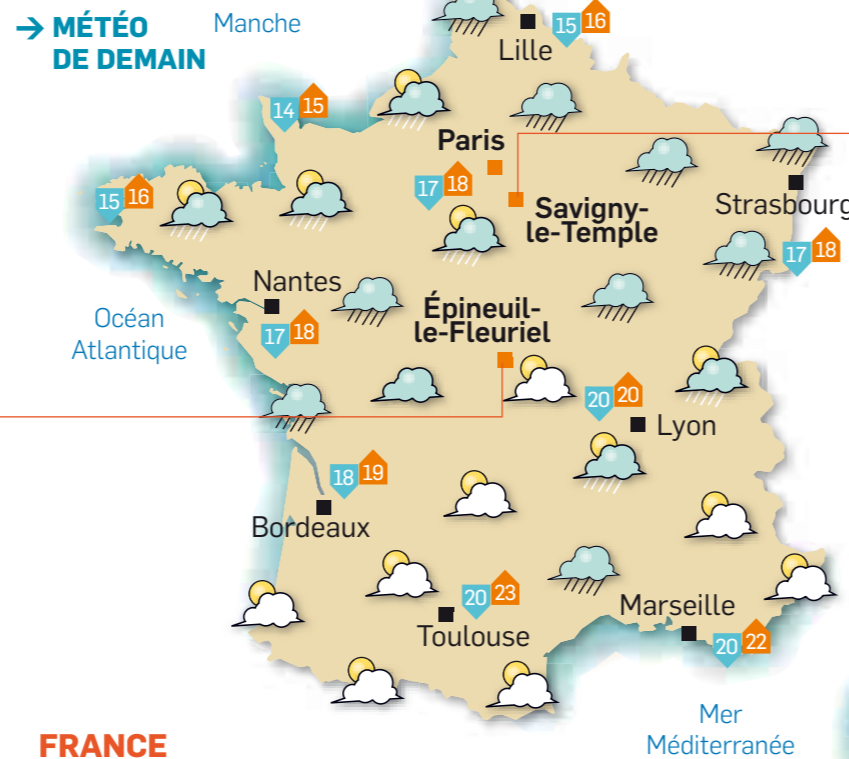 → MÉTÉO
DE DEMAIN
Manche
15 16
Lille
14 15
Paris
17 18
15 16
Savigny-
le-Temple
Strasbourg
17 18
Nantes
17 18
Océan
Atlantique
Épineuil-
le-Fleuriel
20 20
Lyon
18 19
Bordeaux
20 23
Toulouse
Marseille
20 22
Mer
Méditerranée
FRANCE